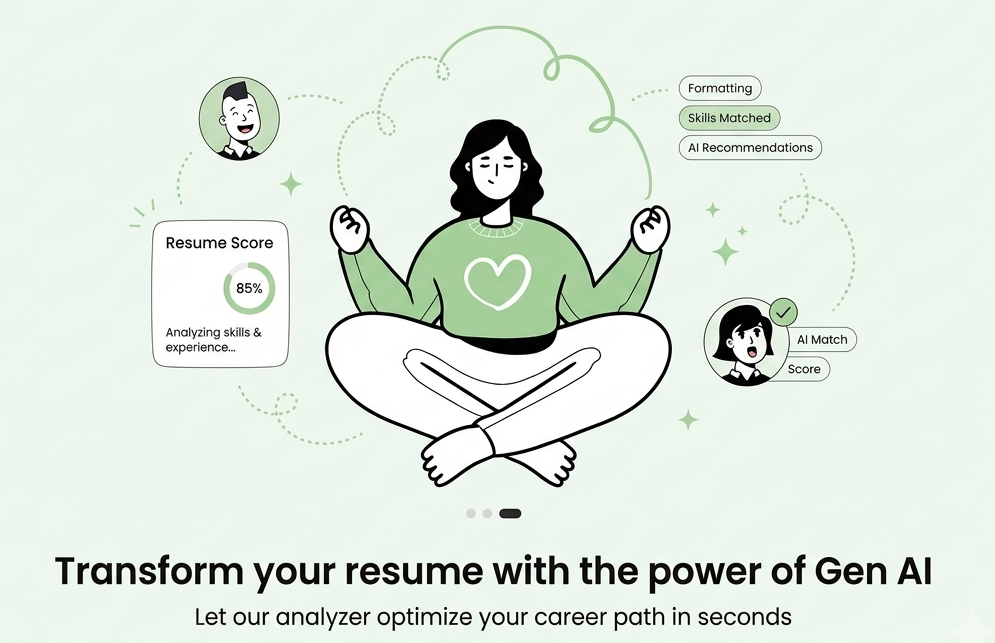 Formatting
Skills Matched
AI Recommendations
Resume Score
85%
Analyzing skills &
experience...
AI Match
Score
Transform your resume with the power of Gen AI
Let our analyzer optimize your career path in seconds